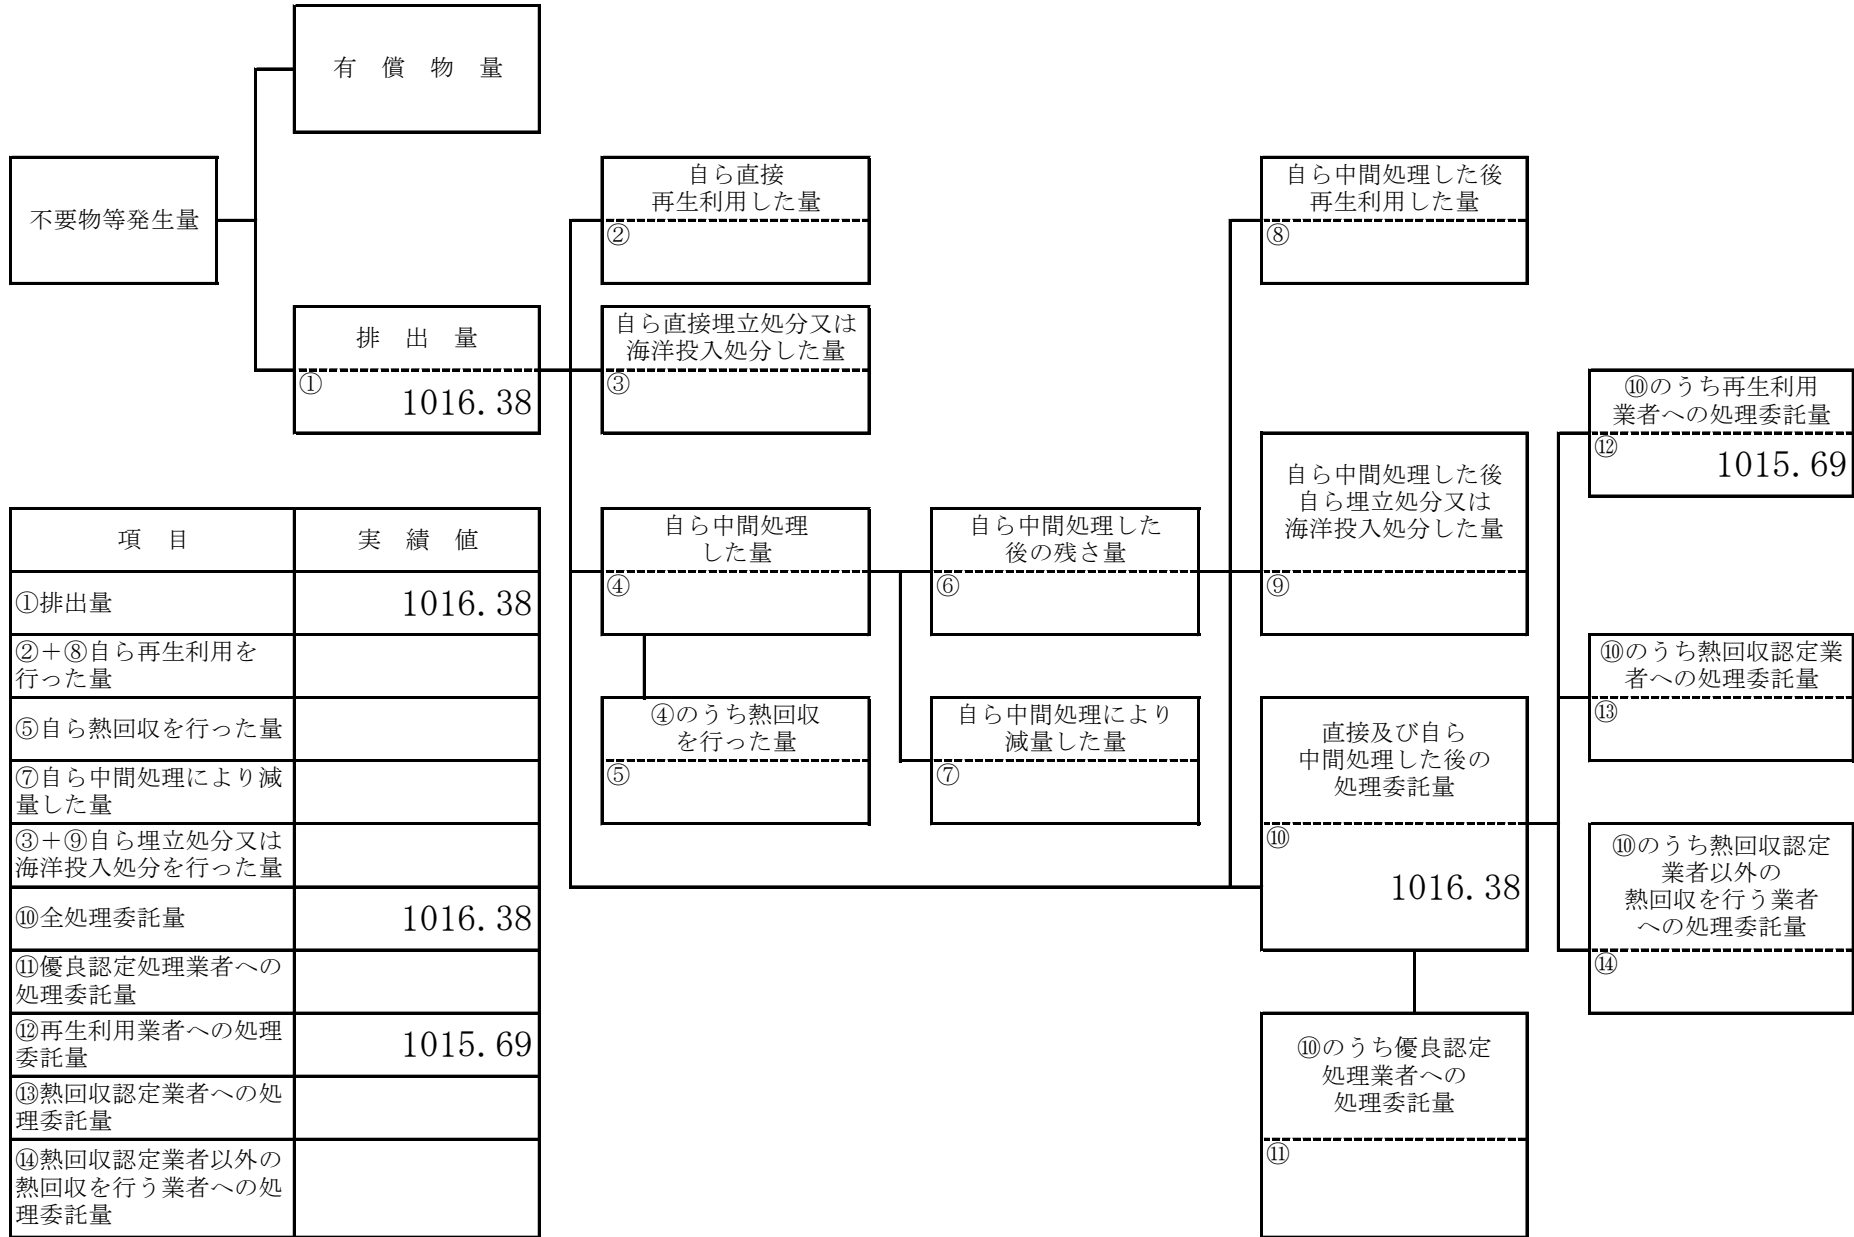 有　償　物　量
不要物等発生量
排　出　量
①
1016.38
自ら直接
再生利用した量
②
自ら直接埋立処分又は
海洋投入処分した量
③
自ら中間処理
した量
④
④のうち熱回収
を行った量
⑤
自ら中間処理した
後の残さ量
⑥
自ら中間処理により
減量した量
⑦
自ら中間処理した後
再生利用した量
⑧
自ら中間処理した後
自ら埋立処分又は
海洋投入処分した量
⑨
直接及び自ら
中間処理した後の
処理委託量
⑩
1016.38
⑩のうち優良認定
処理業者への
処理委託量
⑪
⑩のうち再生利用
業者への処理委託量
⑫
1015.69
⑩のうち熱回収認定業
者への処理委託量
⑬
⑩のうち熱回収認定
業者以外の
熱回収を行う業者
への処理委託量
⑭
項　目　実　績　値
①排出量　1016.38
②＋⑧自ら再生利用を
行った量
⑤自ら熱回収を行った量
⑦自ら中間処理により減
量した量
③＋⑨自ら埋立処分又は
海洋投入処分を行った量
⑩全処理委託量　1016.38
⑪優良認定処理業者への
処理委託量
⑫再生利用業者への処理
委託量　1015.69
⑬熱回収認定業者への処
理委託量
⑭熱回収認定業者以外の
熱回収を行う業者への処
理委託量